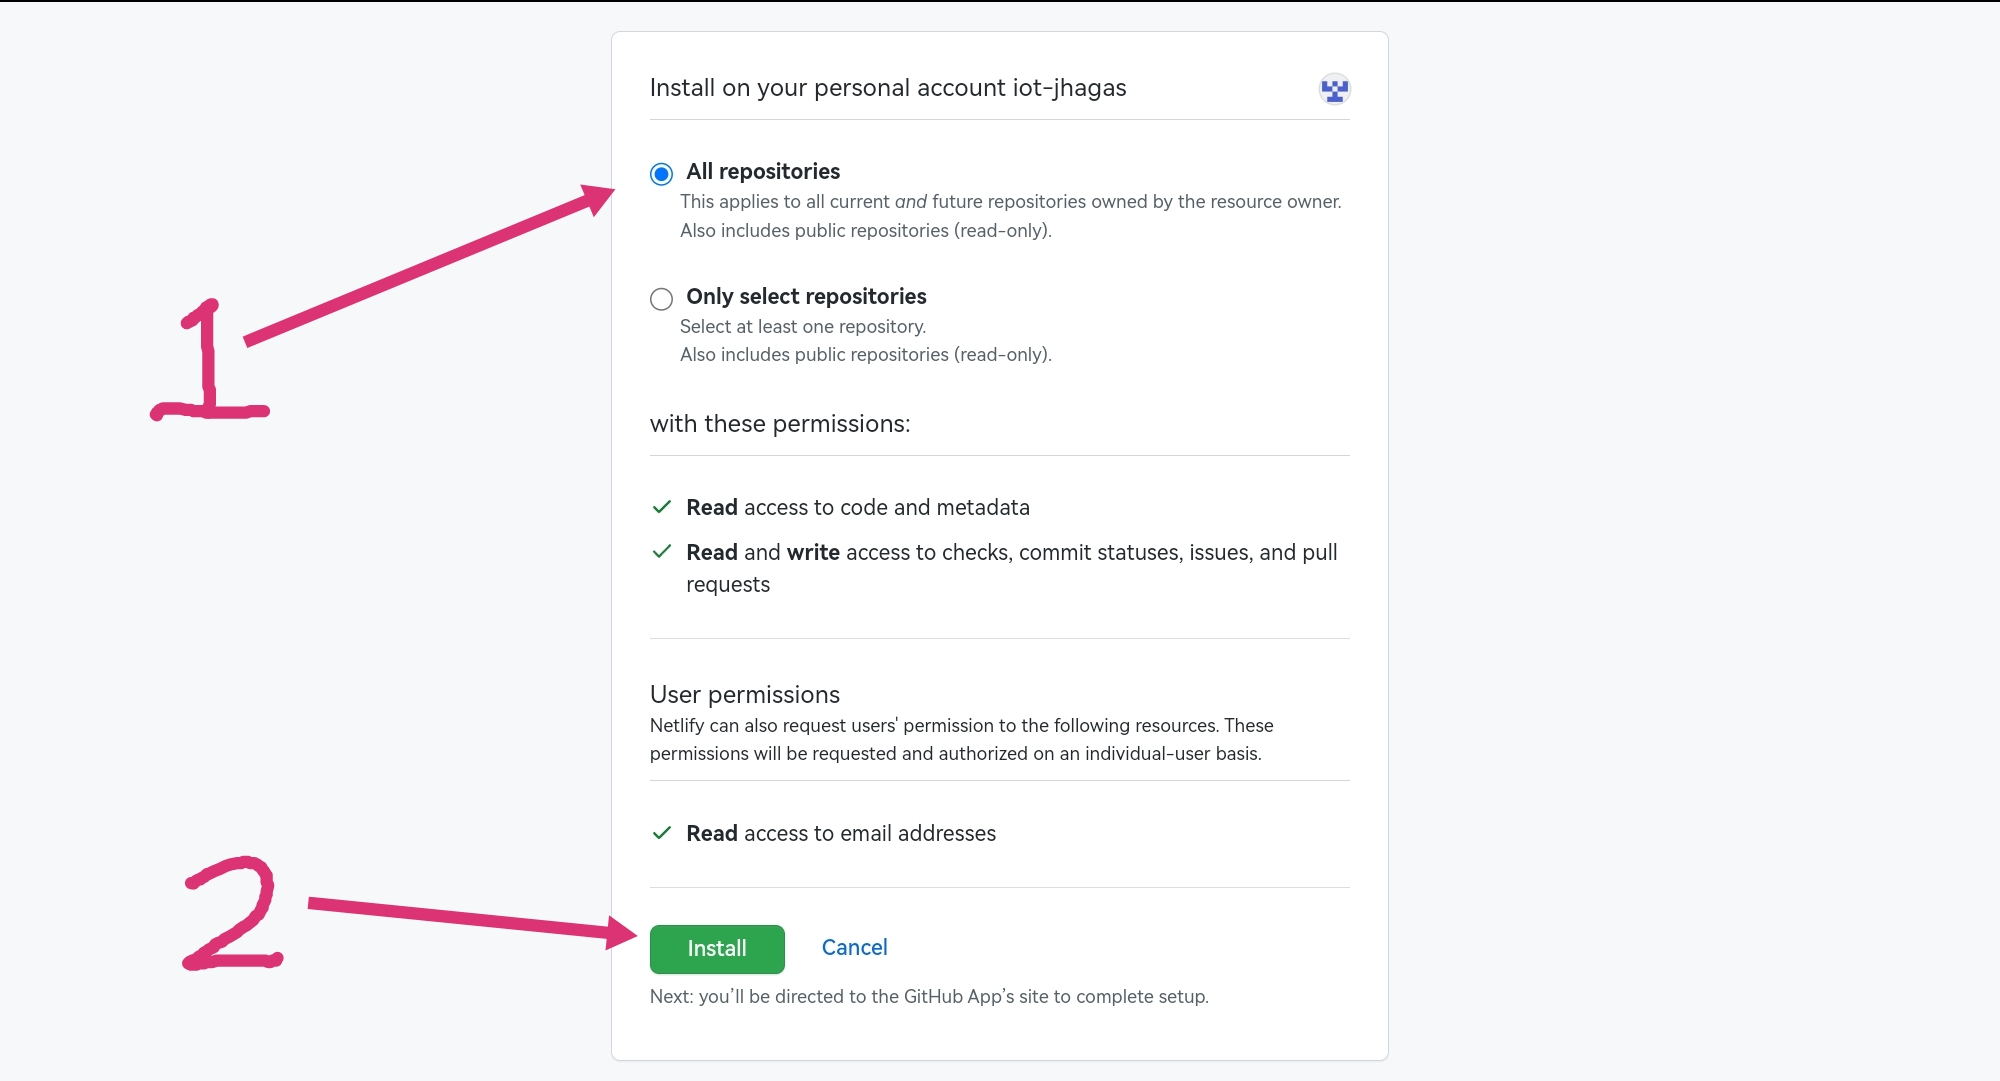 Install on your personal account iot-jhagas
All repositories
This applies to all current and future repositories owned by the resource owner.
Also includes public repositories (read-only).
1
Only select repositories
Select at least one repository.
Also includes public repositories (read-only).
with these permissions:
Read access to code and metadata
Read and write access to checks, commit statuses, issues, and pull
requests
User permissions
Netlify can also request users' permission to the following resources. These
permissions will be requested and authorized on an individual-user basis.
Read access to email addresses
2
Install Cancel
Next: you’ll be directed to the GitHub App’s site to complete setup.